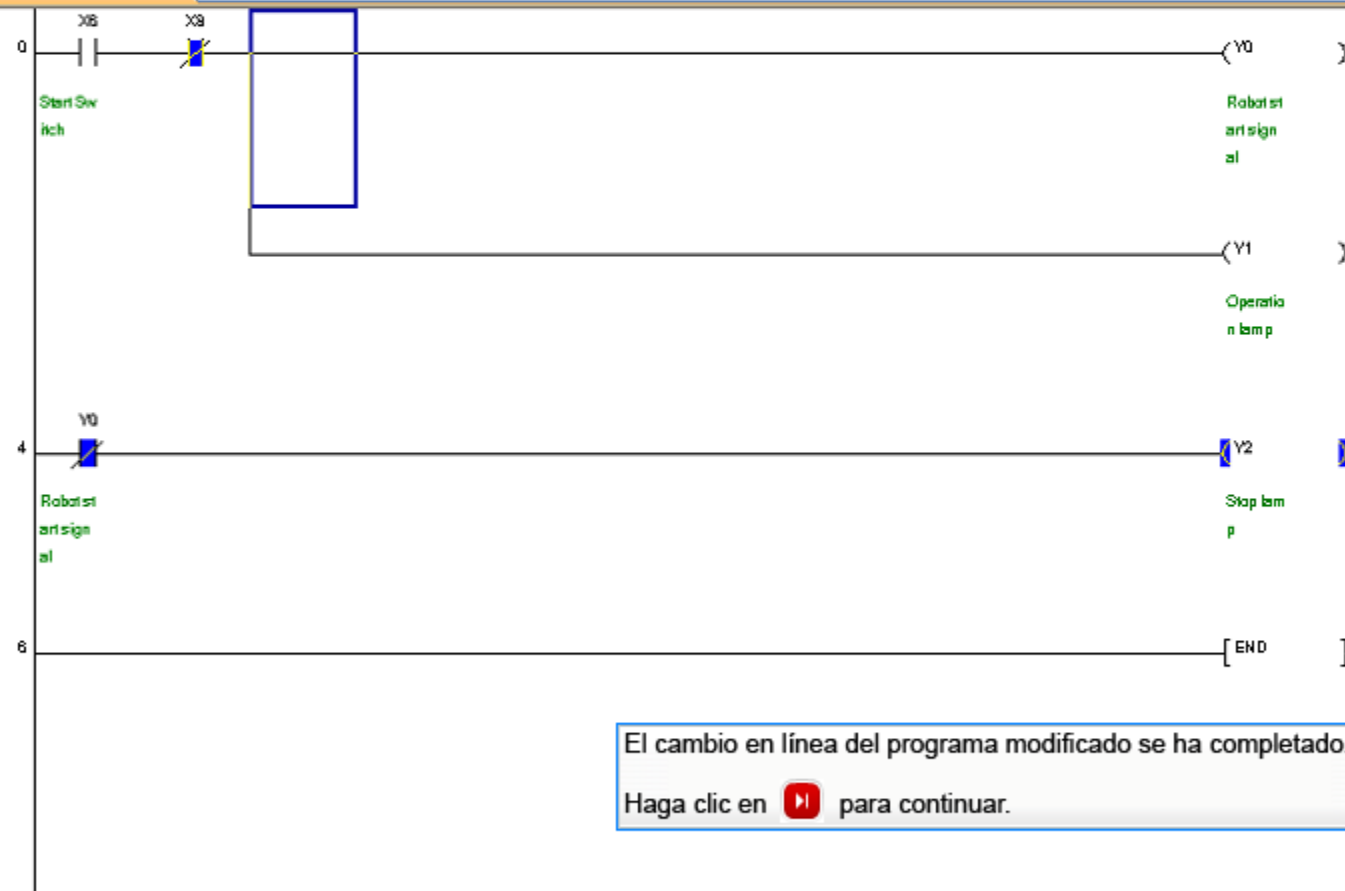 X6 X9
0 Y0
Start Sw
itch
Robot st
art sign
al
Y1
Operatio
n lamp
Y0
4 Y2
Robot st
art sign
al
Stop lam
p
6 END
El cambio en línea del programa modificado se ha completado.
Haga clic en para continuar.